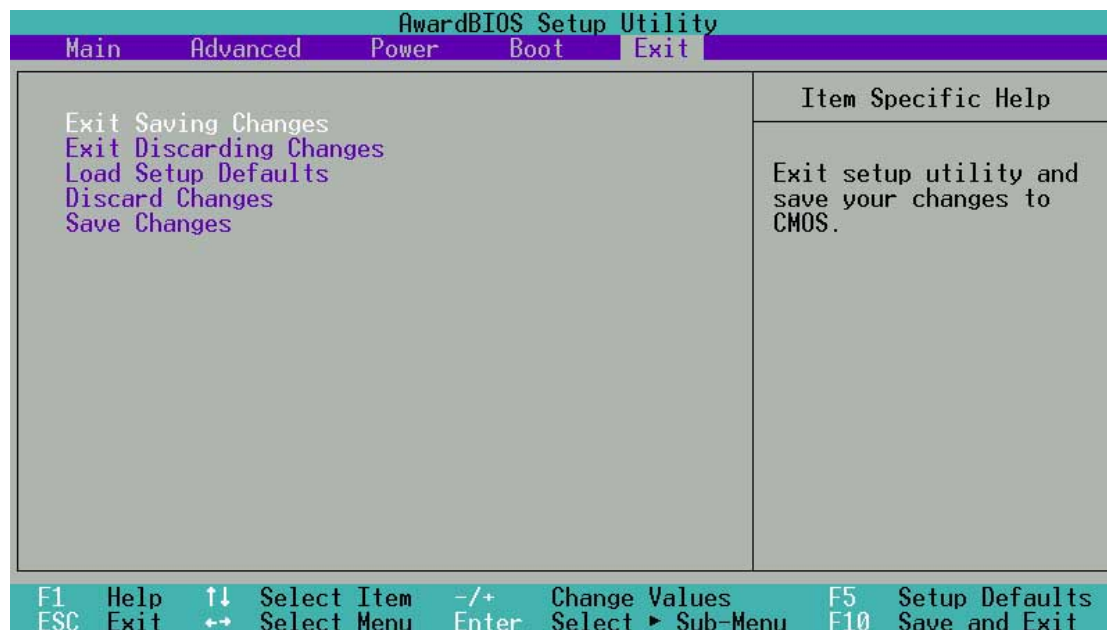 AwardBIOS Setup Utility
Main Advanced Power Boot Exit
Exit Saving Changes
Exit Discarding Changes
Load Setup Defaults
Discard Changes
Save Changes
Item Specific Help
Exit setup utility and
save your changes to
CMOS.
F1 Help ↑↓ Select Item -/+ Change Values F5 Setup Defaults
ESC Exit ←→ Select Menu Enter Select ► Sub-Menu F10 Save and Exit